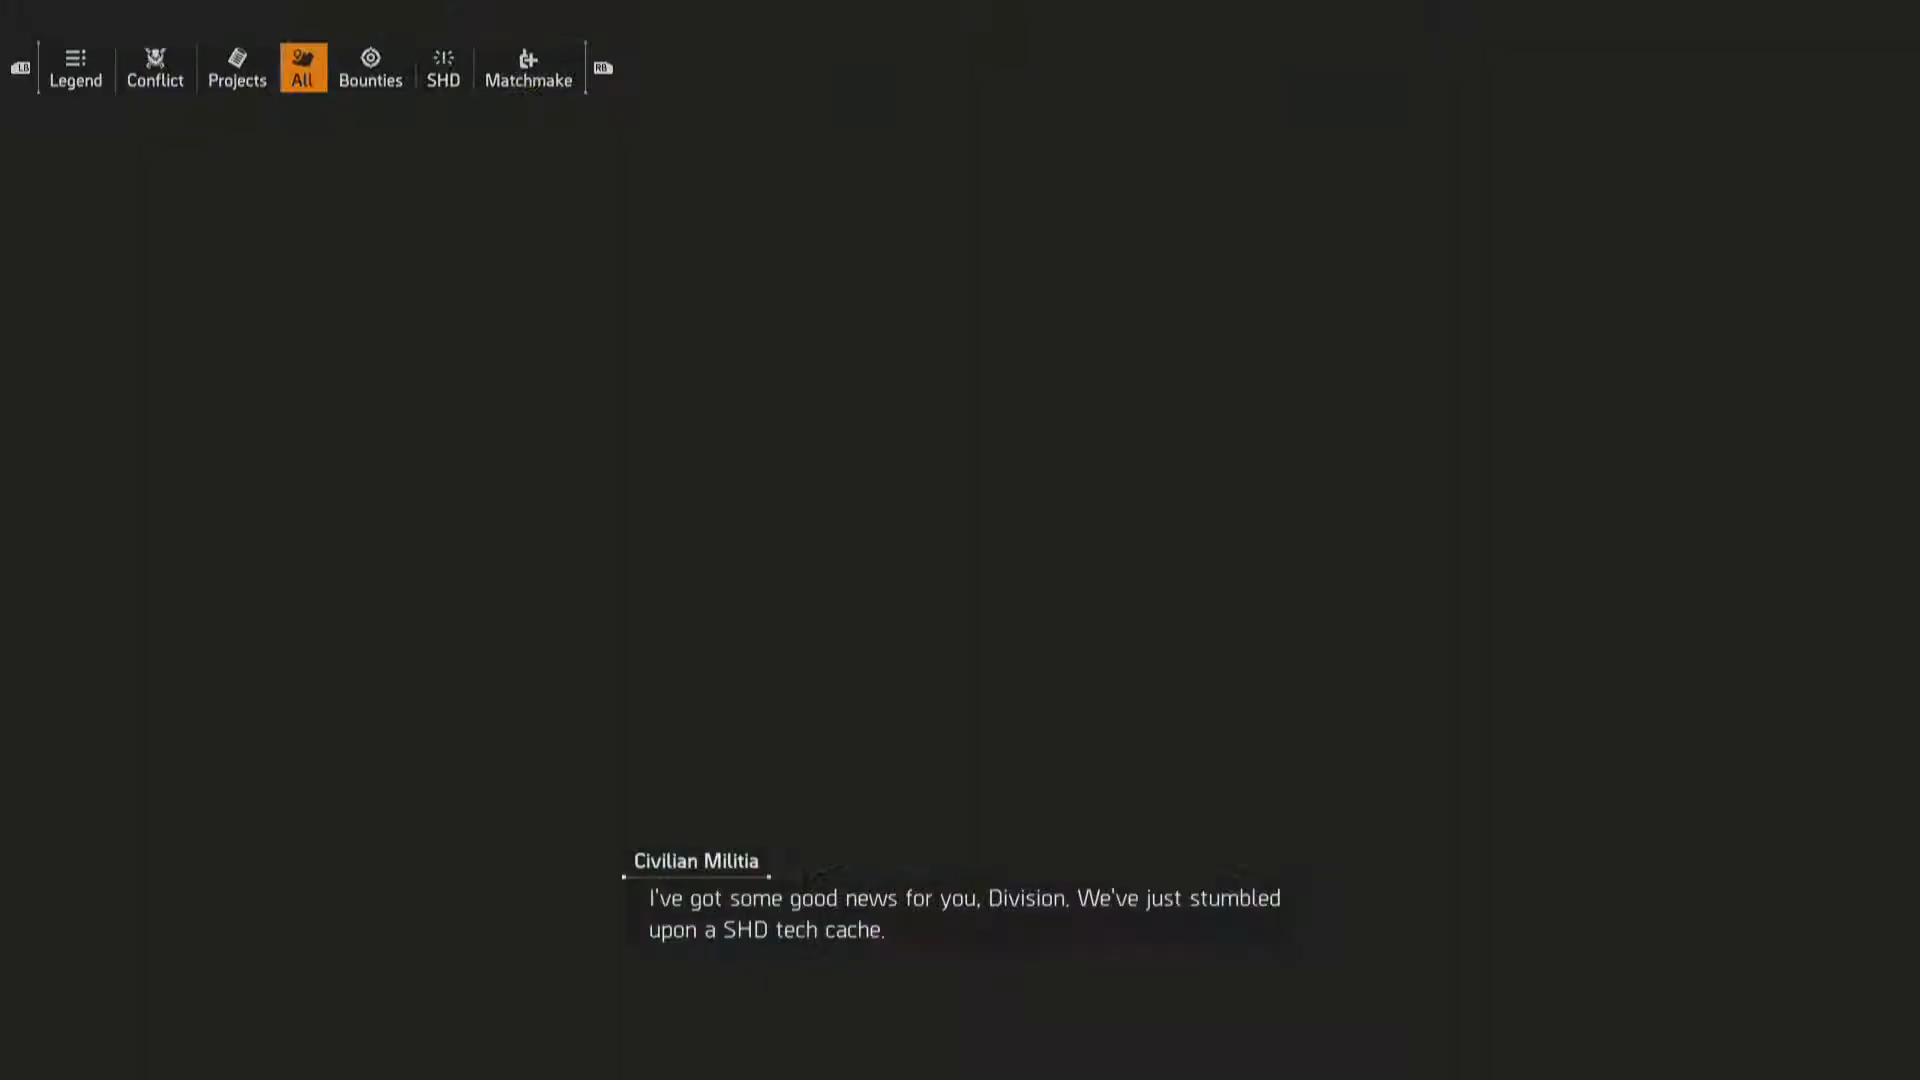 LB
Legend
Conflict
Projects
All
Bounties
SHD
Matchmake
RB
Civilian Militia
I've got some good news for you, Division. We've just stumbled
upon a SHD tech cache.